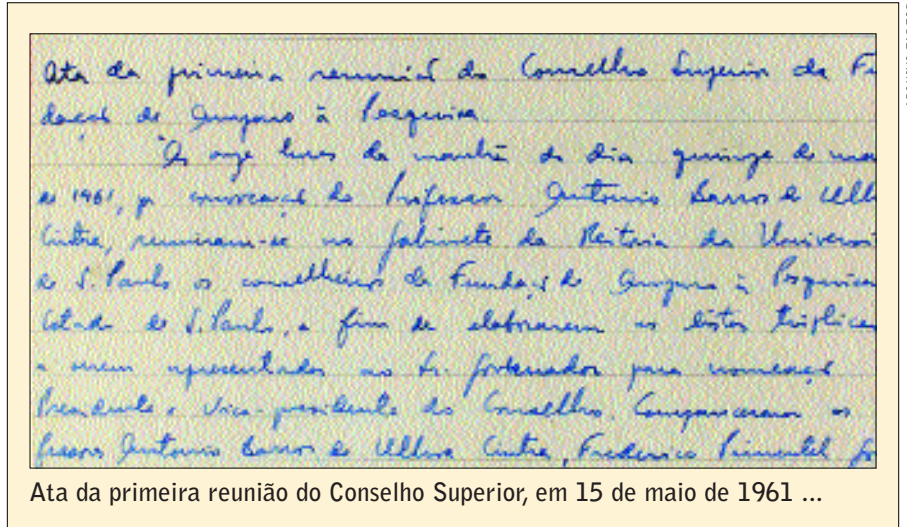 Ata da primeira reunião do Conselho Superior da Fu
dação de Amparo à Pesquisa
Às onze horas da manhã do dia quinze de ma
de 1961, por convocação do Professor Antonio Barros de Ulh
Cintra, reuniram-se no gabinete da Reitoria da Universi
de S. Paulo os conselheiros da Fundação de Amparo à Pesquisa
Estado de S. Paulo, a fim de elaborarem as listas tríplices
a serem apresentadas ao Sr. Governador para nomeação
Presidente e Vice-presidente do Conselho. Compareceram os
fessores Antonio Barros de Ulhoa Cintra, Frederico Pimentel
Ata da primeira reunião do Conselho Superior, em 15 de maio de 1961 ...